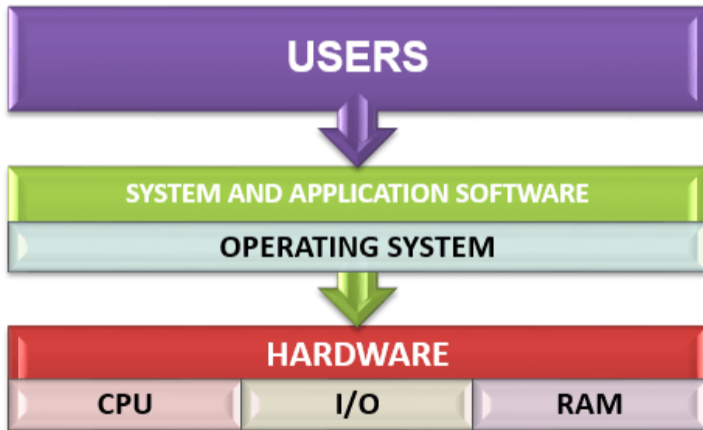 USERS
SYSTEM AND APPLICATION SOFTWARE
OPERATING SYSTEM
HARDWARE
CPU I/O RAM